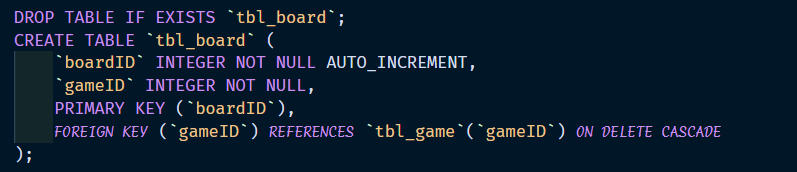 DROP TABLE IF EXISTS `tbl_board`;
CREATE TABLE `tbl_board` (
    `boardID` INTEGER NOT NULL AUTO_INCREMENT,
    `gameID` INTEGER NOT NULL,
    PRIMARY KEY (`boardID`),
    FOREIGN KEY (`gameID`) REFERENCES `tbl_game`(`gameID`) ON DELETE CASCADE
);